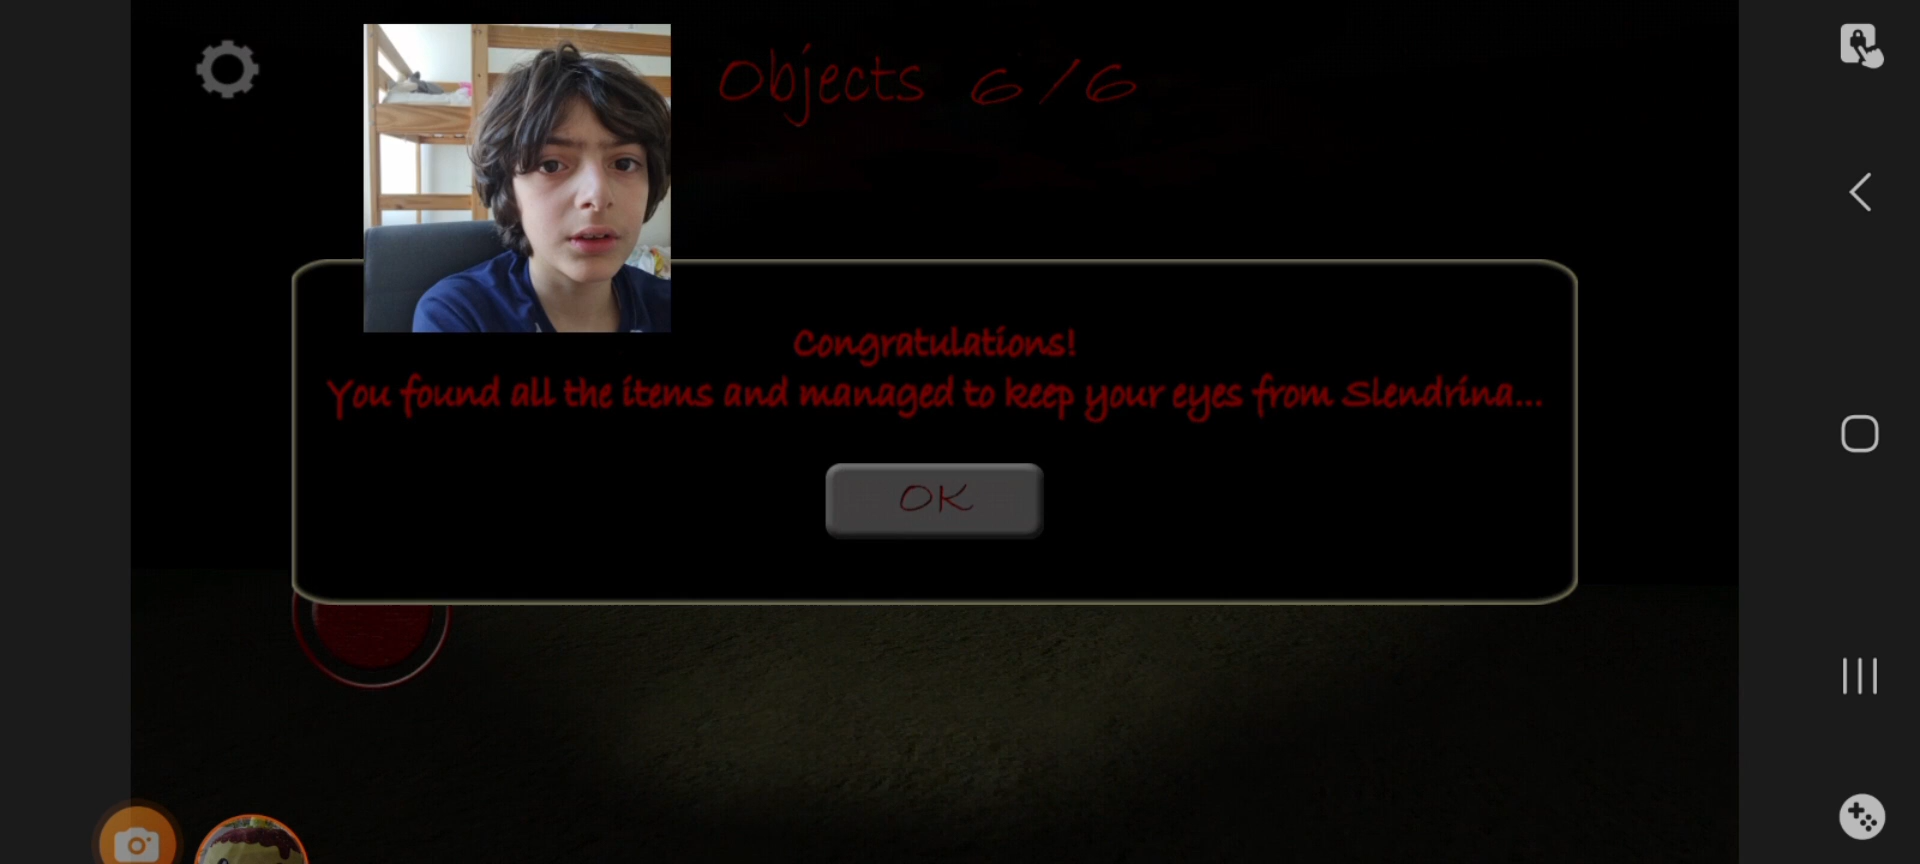 Objects 6/6
Congratulations!
You found all the items and managed to keep your eyes from Slendrina...
OK